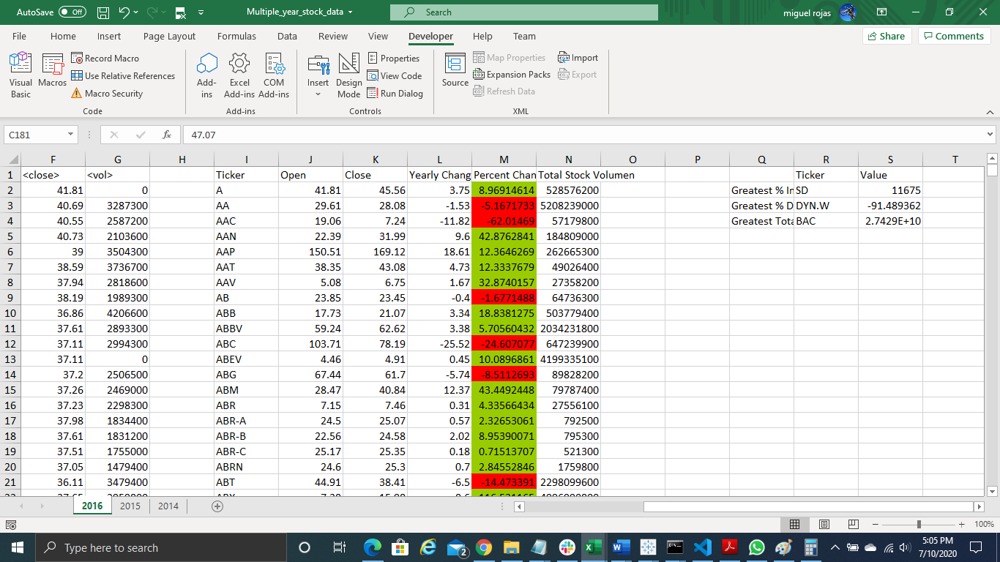 AutoSave Off Multiple_year_stock_data Search miguel rojas
File Home Insert Page Layout Formulas Data Review View Developer Help Team Share Comments
Visual Basic
Macros
Record Macro
Use Relative References
Macro Security
Code
Add-ins
Excel Add-ins
COM Add-ins
Add-ins
Insert
Design Mode
Properties
View Code
Run Dialog
Controls
Source
Map Properties
Expansion Packs
Refresh Data
Import
Export
XML
C181 fx 47.07
F G H I J K L M N O P Q R S T
1 <close> <vol> Ticker Open Close Yearly Chang Percent Chan Total Stock Volumen Ticker Value
2 41.81 0 A 41.81 45.56 3.75 8.96914614 528576200 Greatest % In SD 11675
3 40.69 3287300 AA 29.61 28.08 -1.53 -5.1671733 5208239000 Greatest % D DYN.W -91.489362
4 40.55 2587200 AAC 19.06 7.24 -11.82 -62.01469 57179800 Greatest Tota BAC 2.7429E+10
5 40.73 2103600 AAN 22.39 31.99 9.6 42.8762841 184809000
6 39 3504300 AAP 150.51 169.12 18.61 12.3646269 262665300
7 38.59 3736700 AAT 38.35 43.08 4.73 12.3337679 49026400
8 37.94 2818600 AAV 5.08 6.75 1.67 32.8740157 27358200
9 38.19 1989300 AB 23.85 23.45 -0.4 -1.6771488 64736300
10 36.86 4206600 ABB 17.73 21.07 3.34 18.8381275 503779400
11 37.61 2893300 ABBV 59.24 62.62 3.38 5.70560432 2034231800
12 37.11 2994300 ABC 103.71 78.19 -25.52 -24.607077 647239900
13 37.11 0 ABEV 4.46 4.91 0.45 10.0896861 4199335100
14 37.2 2506500 ABG 67.44 61.7 -5.74 -8.5112693 89828200
15 37.26 2469000 ABM 28.47 40.84 12.37 43.4492448 79787400
16 37.23 2298300 ABR 7.15 7.46 0.31 4.33566434 27556100
17 37.98 1834400 ABR-A 24.5 25.07 0.57 2.32653061 792500
18 37.61 1831200 ABR-B 22.56 24.58 2.02 8.95390071 795300
19 37.51 1755000 ABR-C 25.17 25.35 0.18 0.71513707 521300
20 37.05 1479400 ABRN 24.6 25.3 0.7 2.84552846 1759800
21 36.11 3479400 ABT 44.91 38.41 -6.5 -14.473391 2298099600
2016 2015 2014
100%
Type here to search 2 5:05 PM
7/10/2020